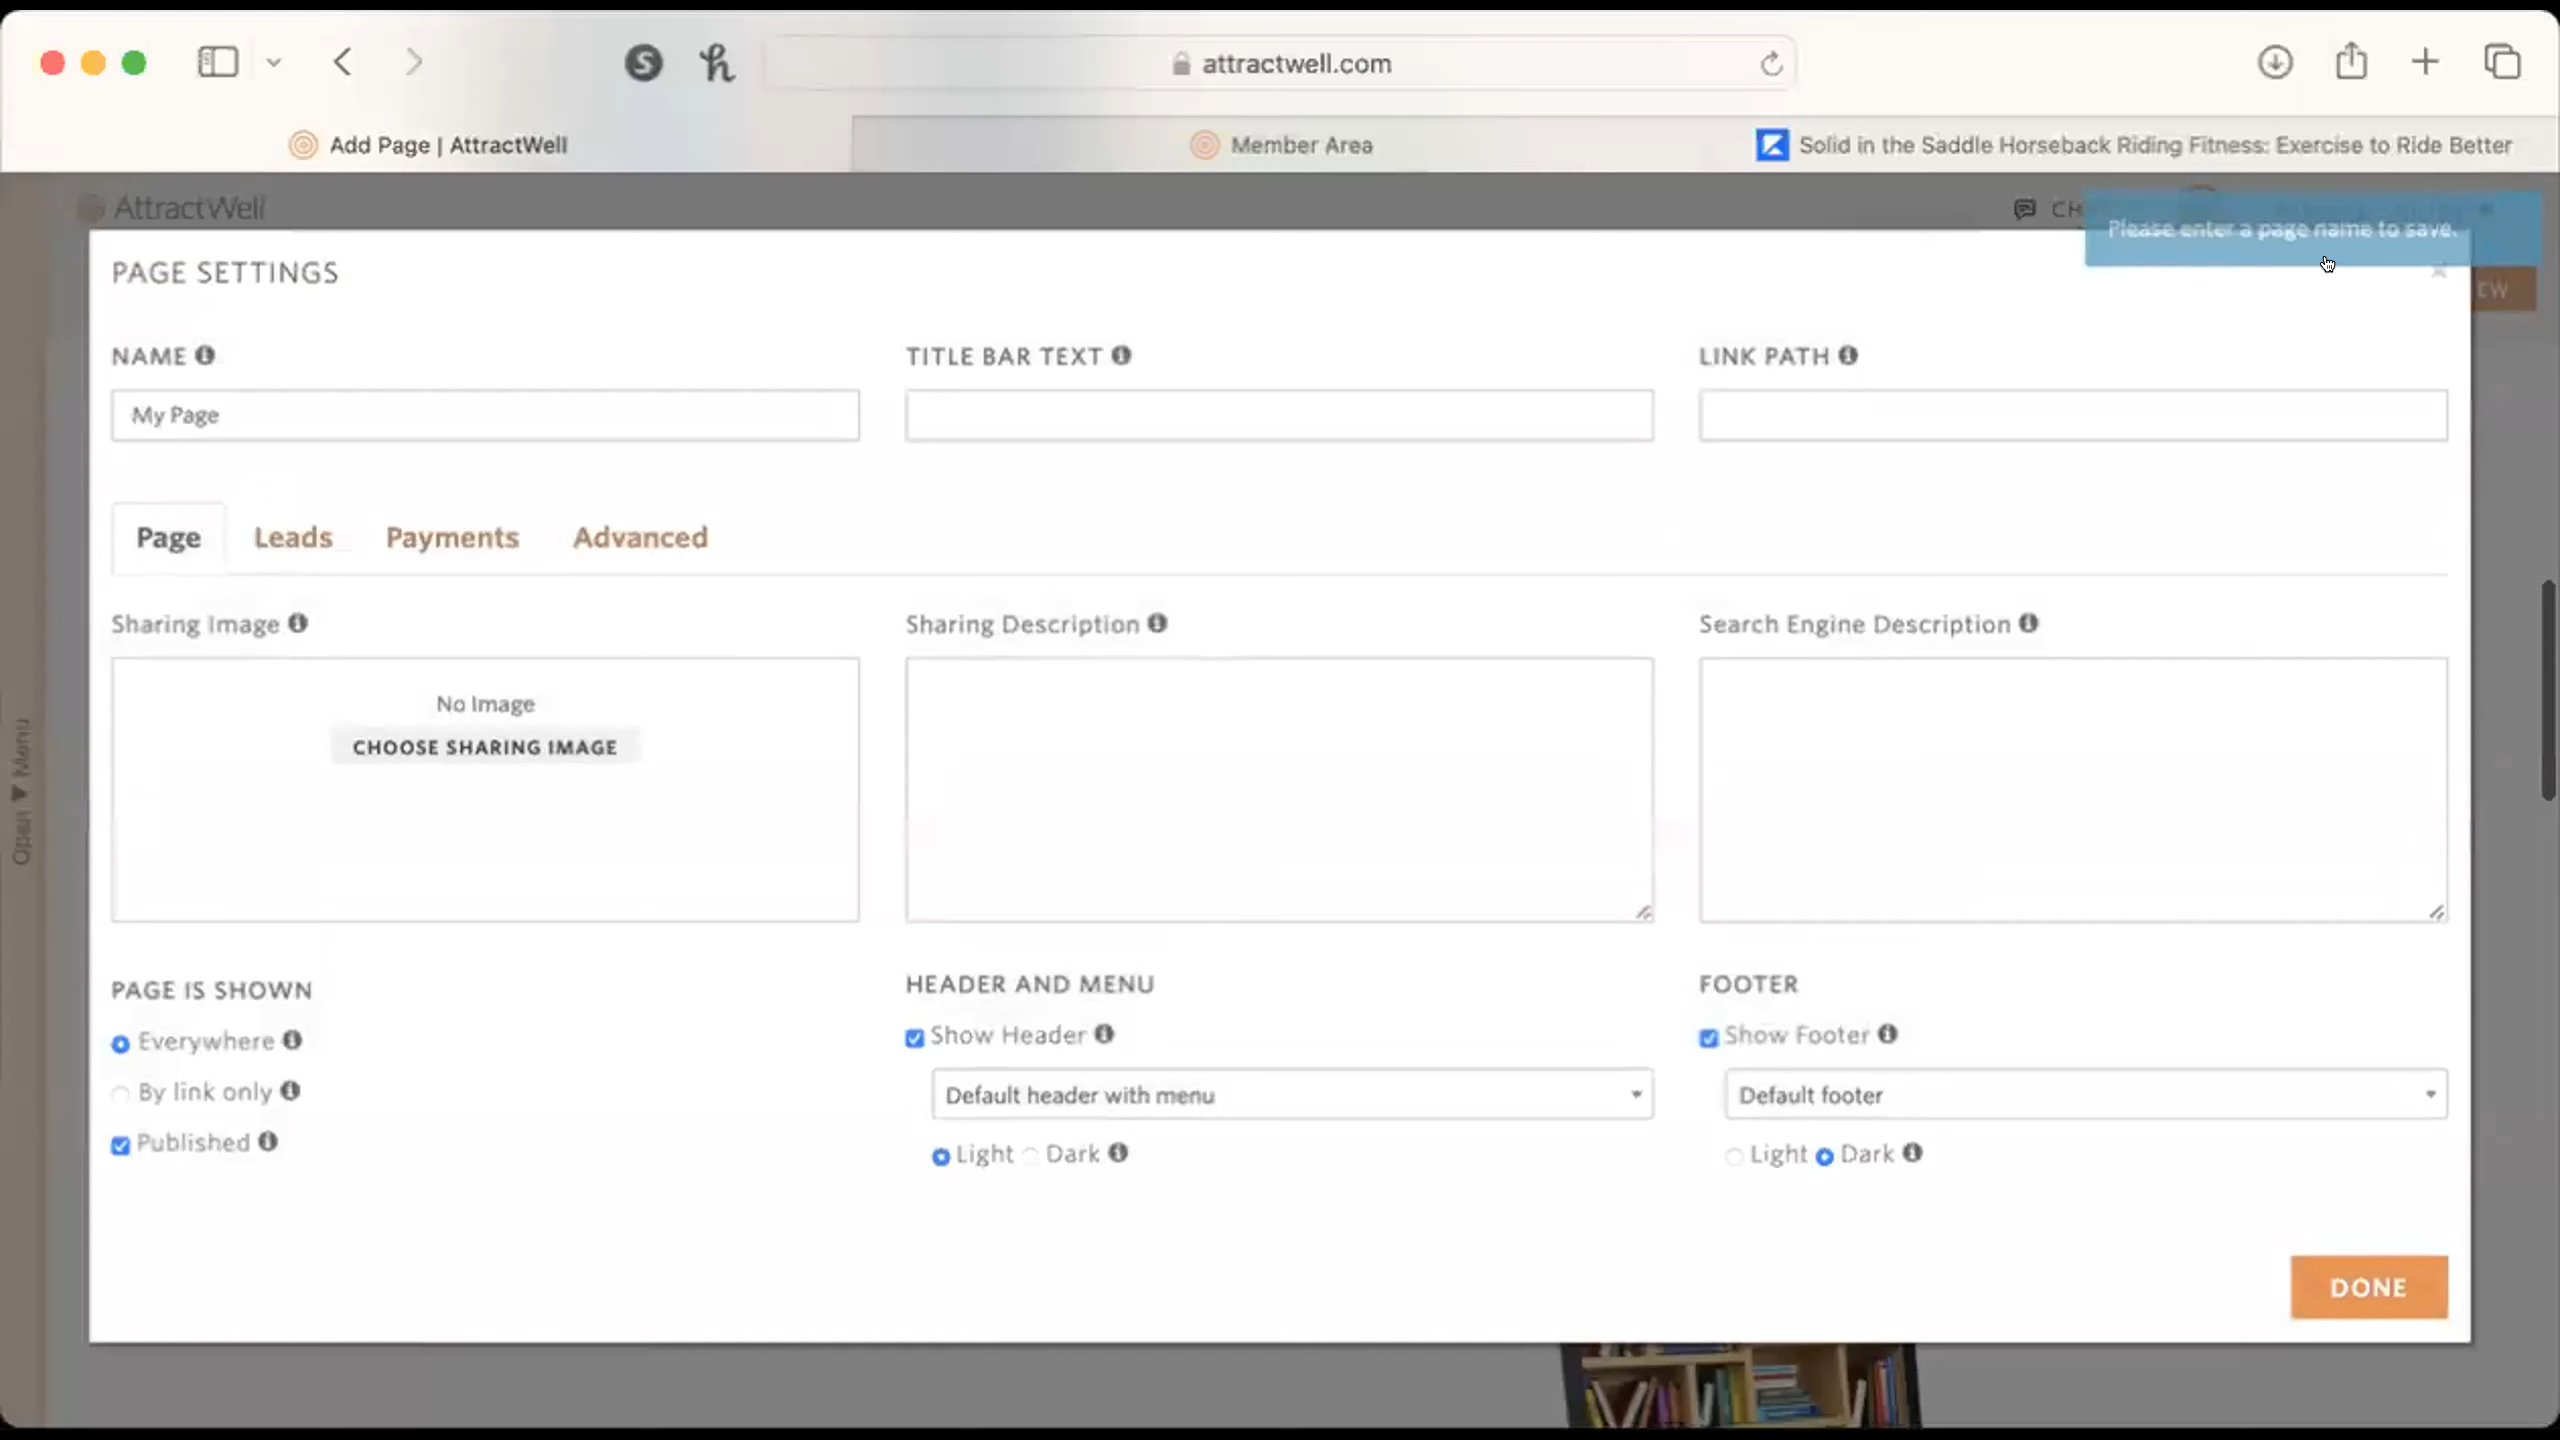 attractwell.com
Add Page | AttractWell
Member Area
Solid in the Saddle Horseback Riding Fitness: Exercise to Ride Better
AttractWell
CH
Please enter a page name to save.
EW
PAGE SETTINGS
NAME
TITLE BAR TEXT
LINK PATH
My Page
Page
Leads
Payments
Advanced
Sharing Image
Sharing Description
Search Engine Description
No Image
CHOOSE SHARING IMAGE
Open ▼ Menu
PAGE IS SHOWN
HEADER AND MENU
FOOTER
Everywhere
Show Header
Show Footer
By link only
Default header with menu
Default footer
Published
Light Dark
Light Dark
DONE